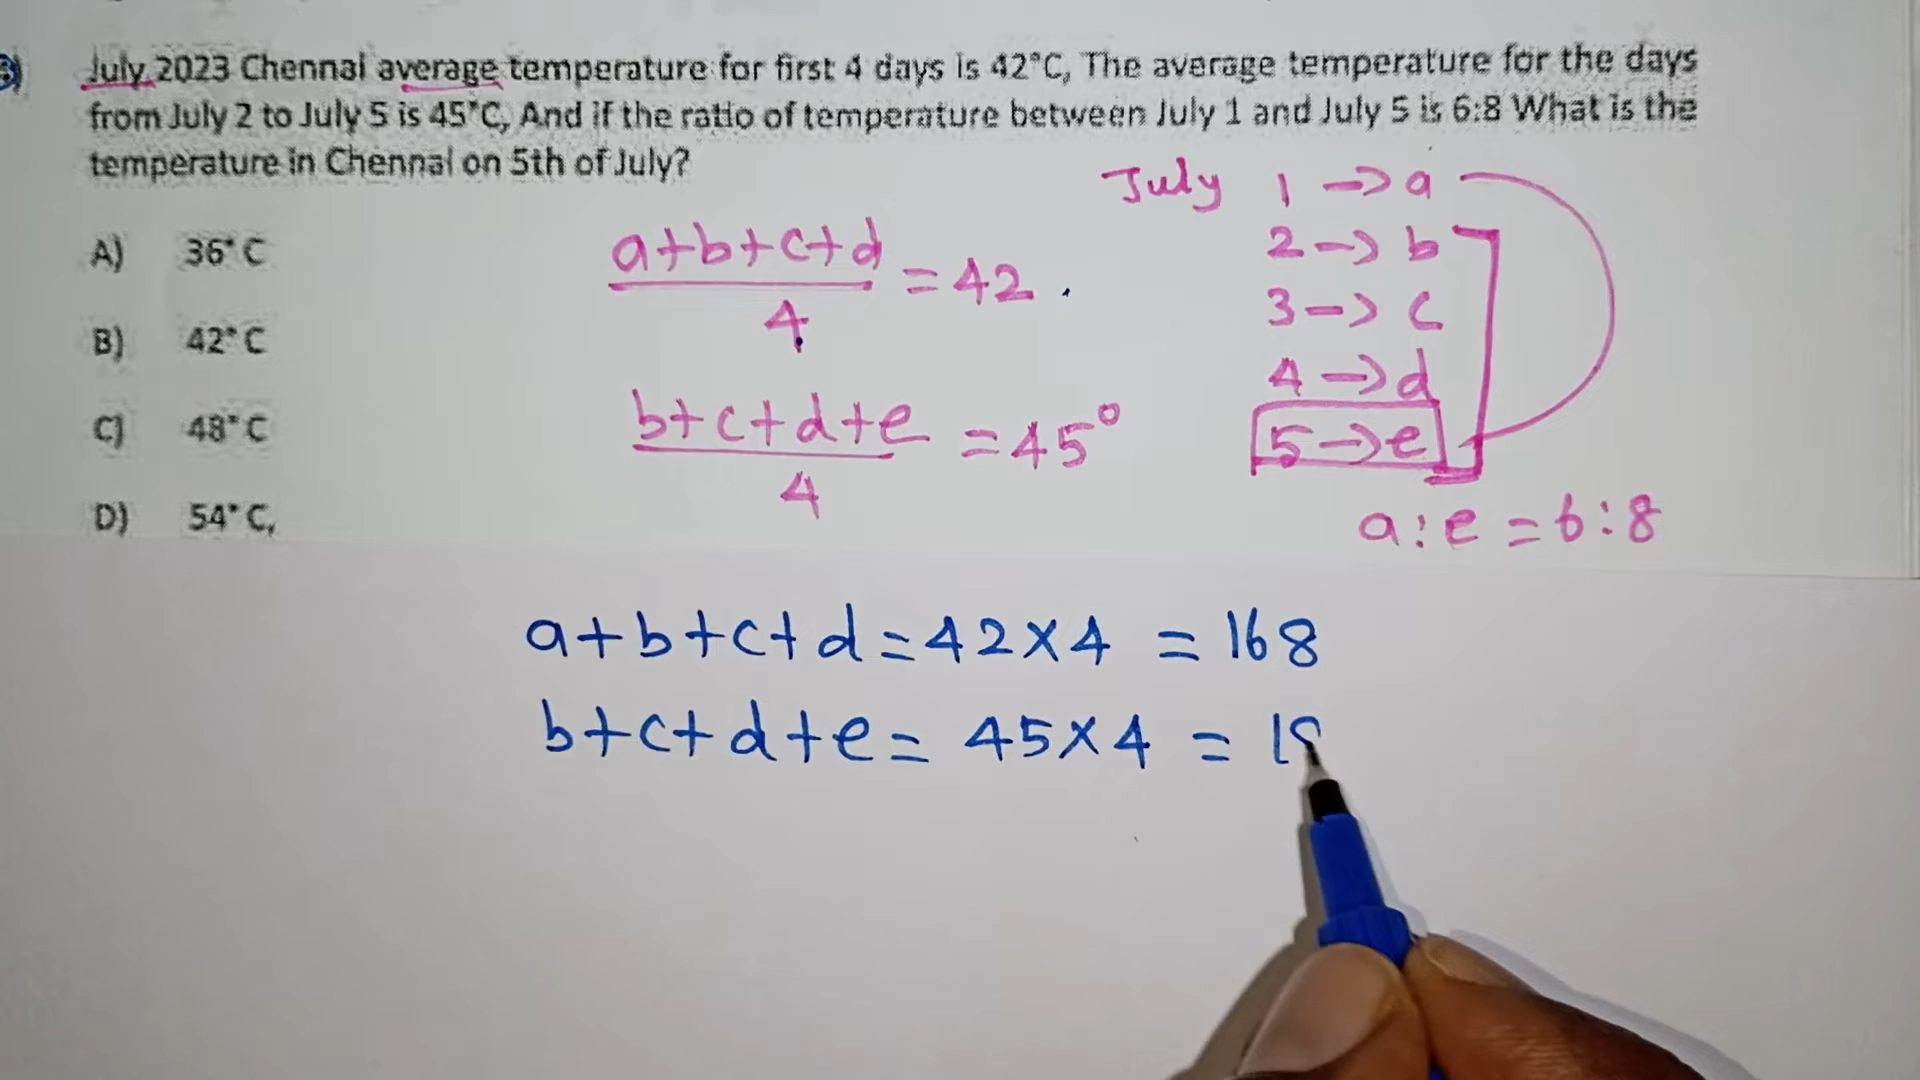 July 2023 Chennai average temperature for first 4 days is 42°C, The average temperature for the days
from July 2 to July 5 is 45°C, And if the ratio of temperature between July 1 and July 5 is 6:8 What is the
temperature in Chennai on 5th of July?
A) 36°C
B) 42°C
C) 48°C
D) 54°C,
a+b+c+d
= 42 .
4
b+c+d+e
= 45°
4
July 1 → a
2 → b
3 → c
4 → d
5 → e
a:e = 6:8
a+b+c+d = 42×4 = 168
b+c+d+e = 45×4 =